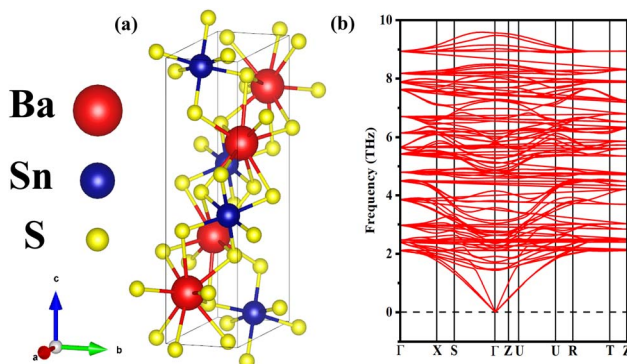 (a)
Ba
Sn
S
c
a
b
(b)
Frequency (THz)
10
8
6
4
2
0
Γ X S Γ Z U U R T Z